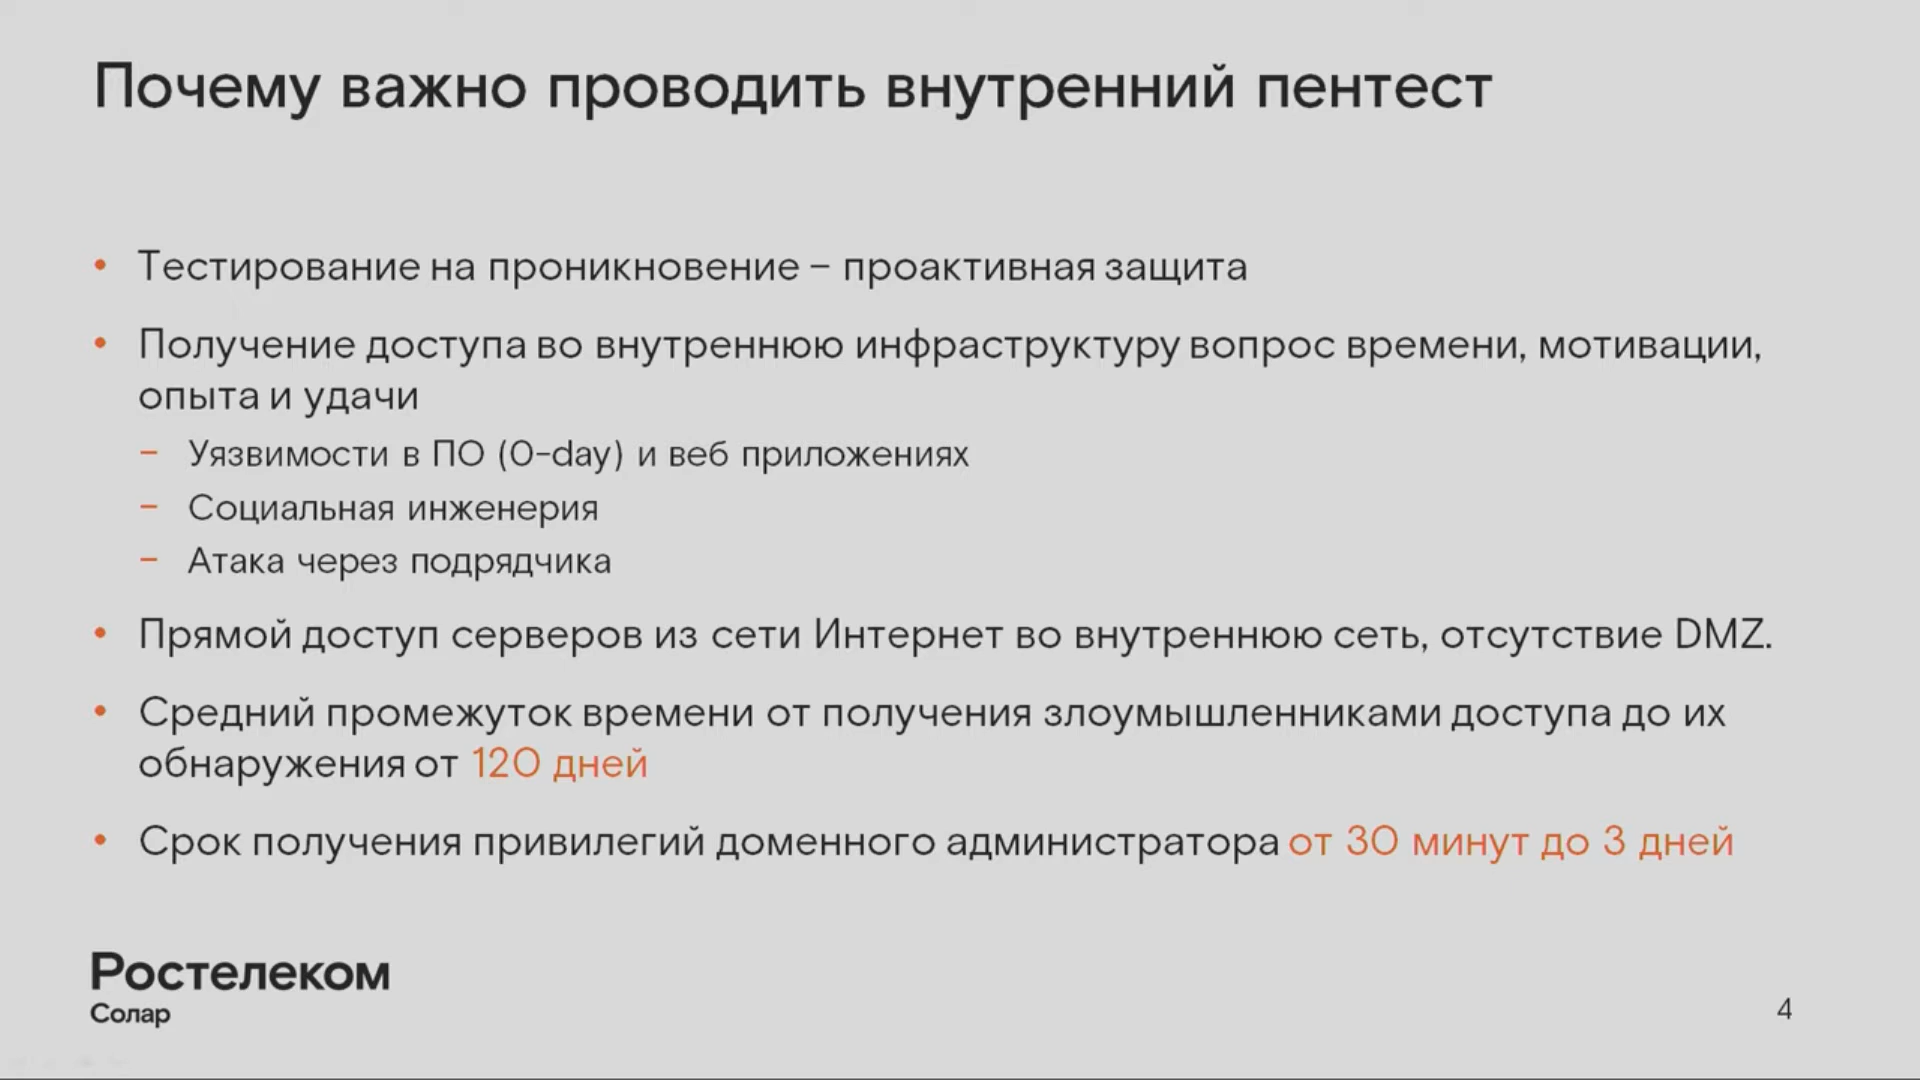 Почему важно проводить внутренний пентест
• Тестирование на проникновение – проактивная защита
• Получение доступа во внутреннюю инфраструктуру вопрос времени, мотивации,
опыта и удачи
– Уязвимости в ПО (0-day) и веб приложениях
– Социальная инженерия
– Атака через подрядчика
• Прямой доступ серверов из сети Интернет во внутреннюю сеть, отсутствие DMZ.
• Средний промежуток времени от получения злоумышленниками доступа до их
обнаружения от 120 дней
• Срок получения привилегий доменного администратора от 30 минут до 3 дней
Ростелеком
Солар
4